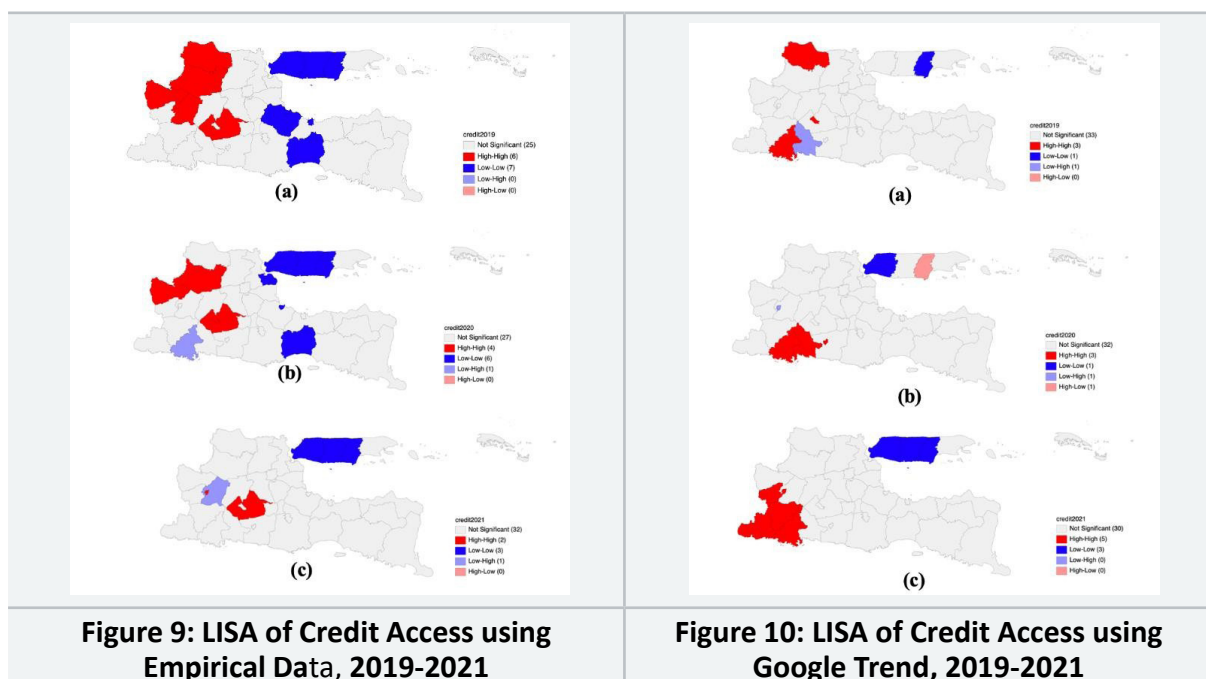 credit2019
Not Significant (25)
High-High (6)
Low-Low (7)
Low-High (0)
High-Low (0)
(a)
credit2020
Not Significant (27)
High-High (4)
Low-Low (6)
Low-High (1)
High-Low (0)
(b)
credit2021
Not Significant (32)
High-High (2)
Low-Low (3)
Low-High (1)
High-Low (0)
(c)
Figure 9: LISA of Credit Access using
Empirical Data, 2019-2021
credit2019
Not Significant (33)
High-High (3)
Low-Low (1)
Low-High (1)
High-Low (0)
(a)
credit2020
Not Significant (32)
High-High (3)
Low-Low (1)
Low-High (1)
High-Low (1)
(b)
credit2021
Not Significant (30)
High-High (5)
Low-Low (3)
Low-High (0)
High-Low (0)
(c)
Figure 10: LISA of Credit Access using
Google Trend, 2019-2021